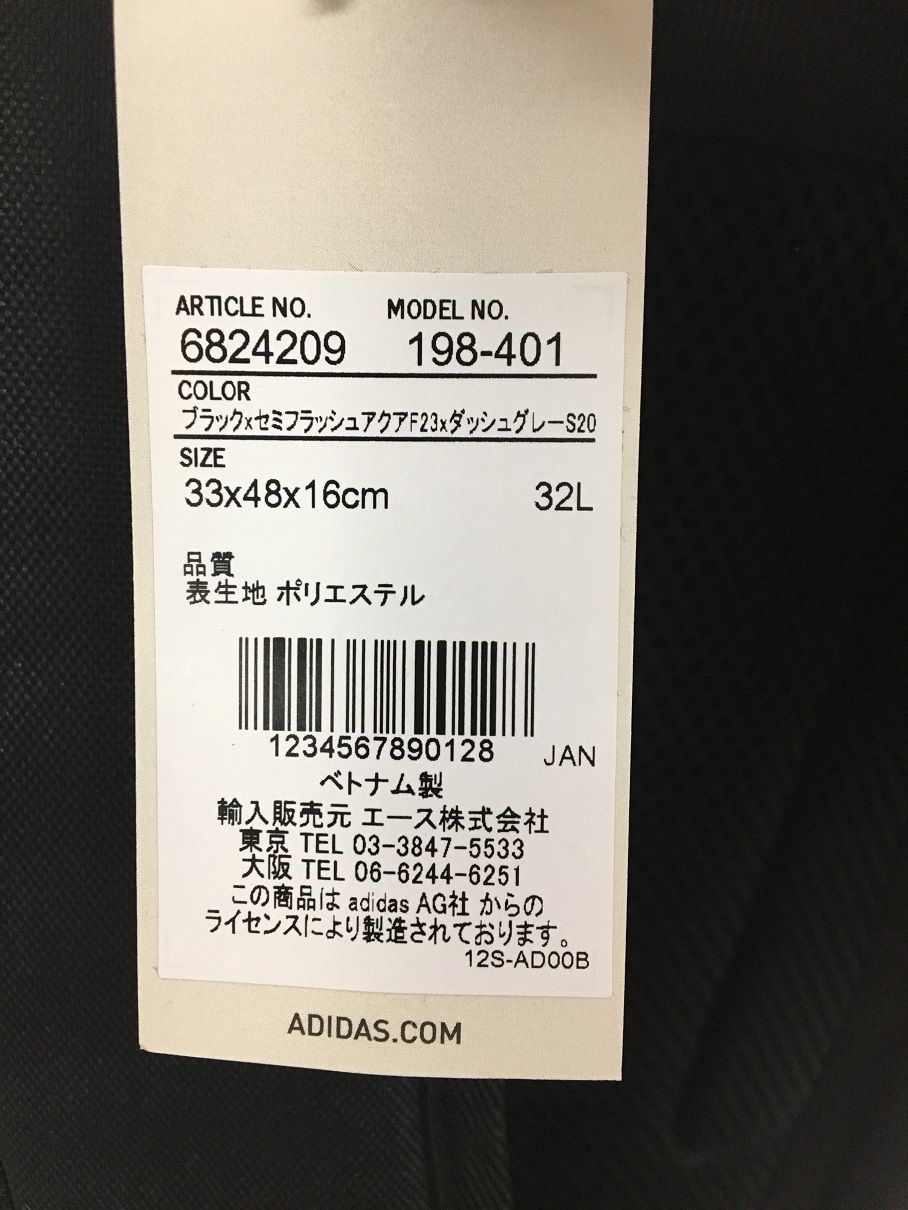 ARTICLE NO. MODEL NO.
6824209 198-401
COLOR
ブラックxセミフラッシュアクアF23xダッシュグレーS20
SIZE
33x48x16cm 32L
品質
表生地 ポリエステル
1234567890128 JAN
ベトナム製
輸入販売元 エース株式会社
東京 TEL 03-3847-5533
大阪 TEL 06-6244-6251
この商品は adidas AG社 からの
ライセンスにより製造されております。
12S-AD00B
ADIDAS.COM